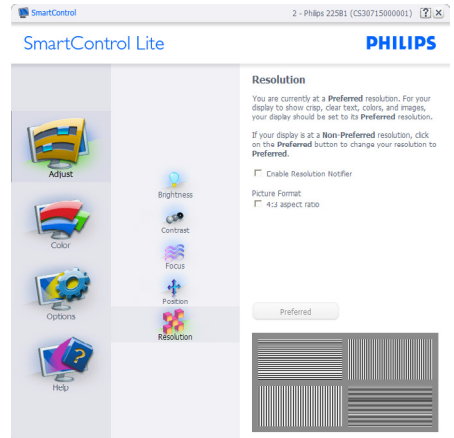 SmartControl
2 - Philips 225B1 (CS30715000001)
SmartControl Lite
PHILIPS
Adjust
Color
Options
Help
Brightness
Contrast
Focus
Position
Resolution
Resolution
You are currently at a Preferred resolution. For your
display to show crisp, clear text, colors, and images,
your display should be set to its Preferred resolution.
If your display is at a Non-Preferred resolution, click
on the Preferred button to change your resolution to
Preferred.
Enable Resolution Notifier
Picture Format
4:3 aspect ratio
Preferred